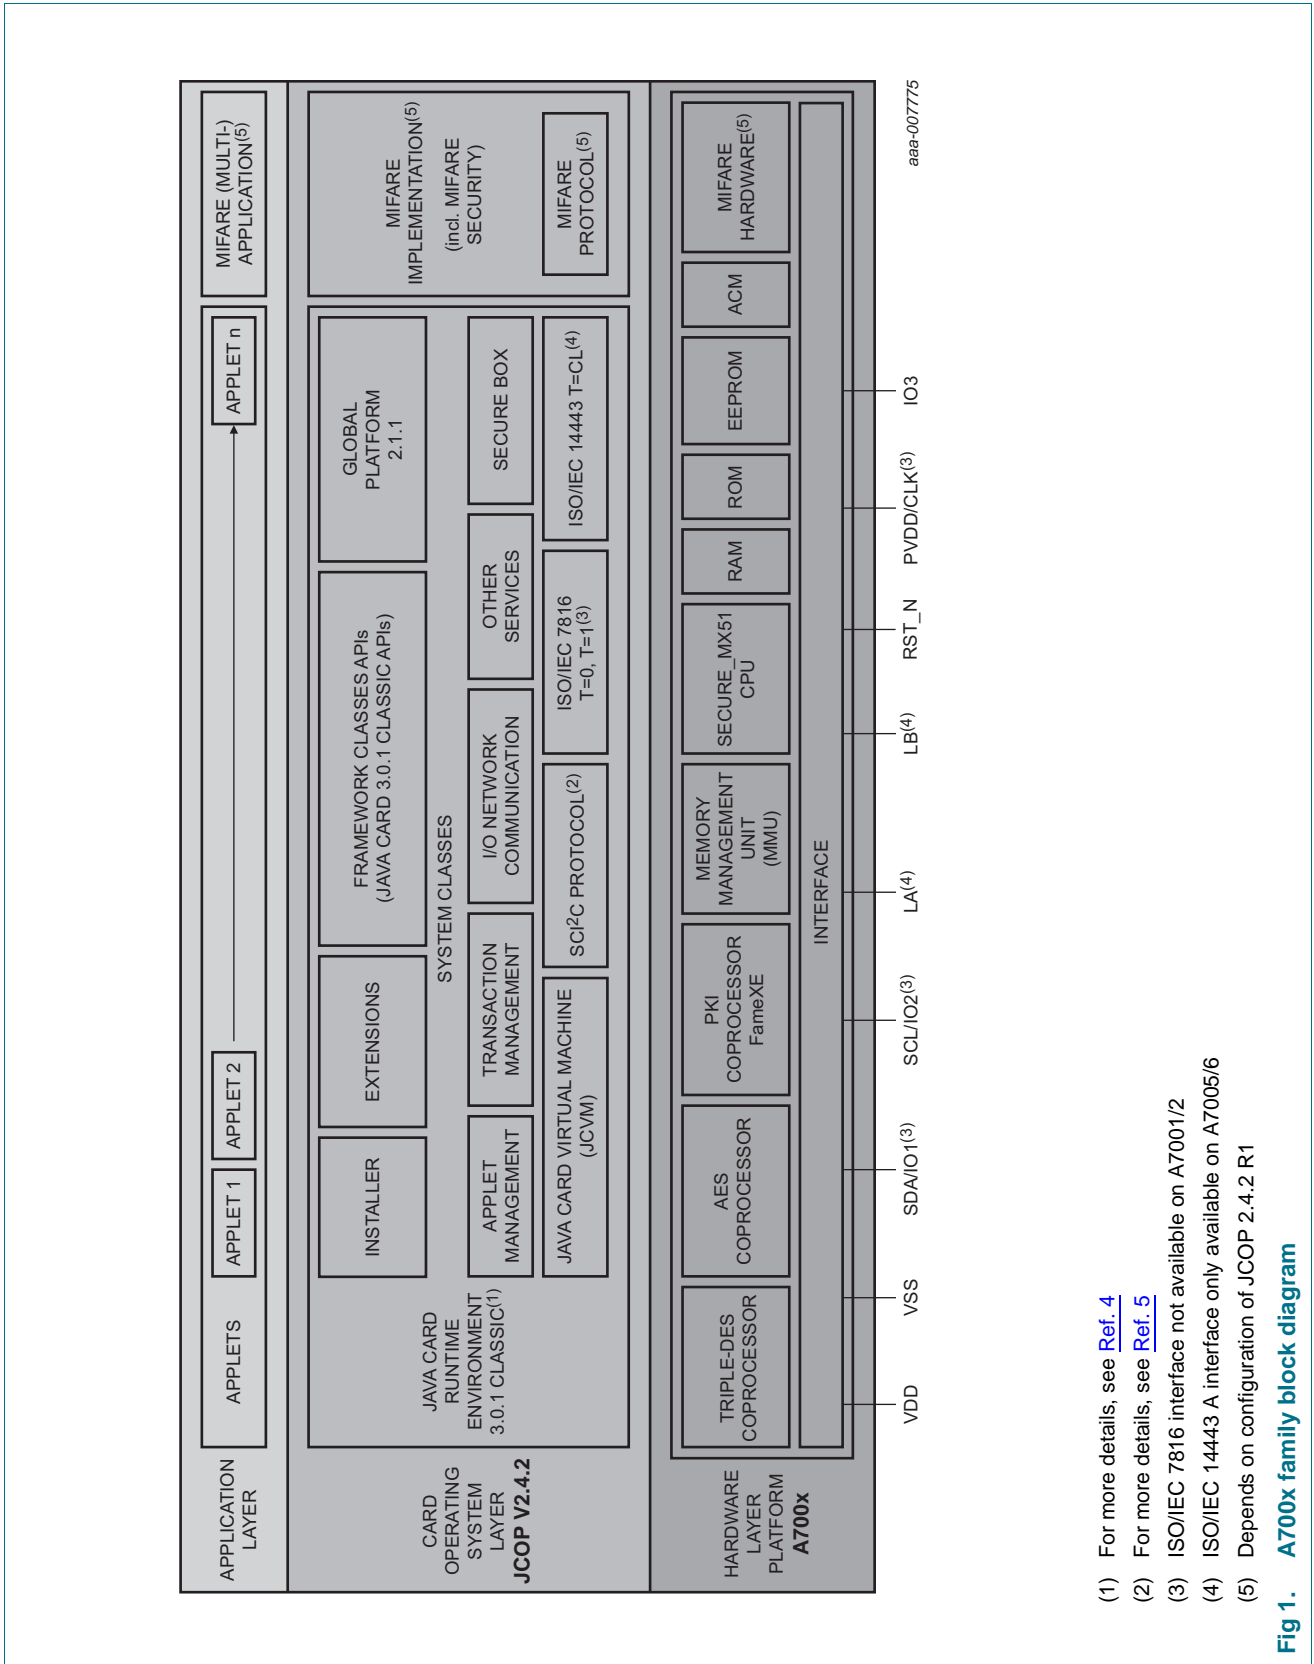 APPLICATION
LAYER
APPLETS
APPLET 1
APPLET 2
APPLET n
MIFARE (MULTI-)
APPLICATION(5)
CARD
OPERATING
SYSTEM
LAYER
JCOP V2.4.2
JAVA CARD
RUNTIME
ENVIRONMENT
3.0.1 CLASSIC(1)
INSTALLER
EXTENSIONS
FRAMEWORK CLASSES APIs
(JAVA CARD 3.0.1 CLASSIC APIs)
GLOBAL
PLATFORM
2.1.1
SYSTEM CLASSES
APPLET
MANAGEMENT
TRANSACTION
MANAGEMENT
I/O NETWORK
COMMUNICATION
OTHER
SERVICES
SECURE BOX
JAVA CARD VIRTUAL MACHINE
(JCVM)
SCI²C PROTOCOL(2)
ISO/IEC 7816
T=0, T=1(3)
ISO/IEC 14443 T=CL(4)
MIFARE
IMPLEMENTATION(5)
(incl. MIFARE
SECURITY)
MIFARE
PROTOCOL(5)
HARDWARE
LAYER
PLATFORM
A700x
TRIPLE-DES
COPROCESSOR
AES
COPROCESSOR
PKI
COPROCESSOR
FameXE
MEMORY
MANAGEMENT
UNIT
(MMU)
SECURE_MX51
CPU
RAM
ROM
EEPROM
ACM
MIFARE
HARDWARE(5)
INTERFACE
VDD
VSS
SDA/IO1(3)
SCL/IO2(3)
LA(4)
LB(4)
RST_N
PVDD/CLK(3)
IO3
aaa-007775
(1) For more details, see Ref. 4
(2) For more details, see Ref. 5
(3) ISO/IEC 7816 interface not available on A7001/2
(4) ISO/IEC 14443 A interface only available on A7005/6
(5) Depends on configuration of JCOP 2.4.2 R1
Fig 1. A700x family block diagram